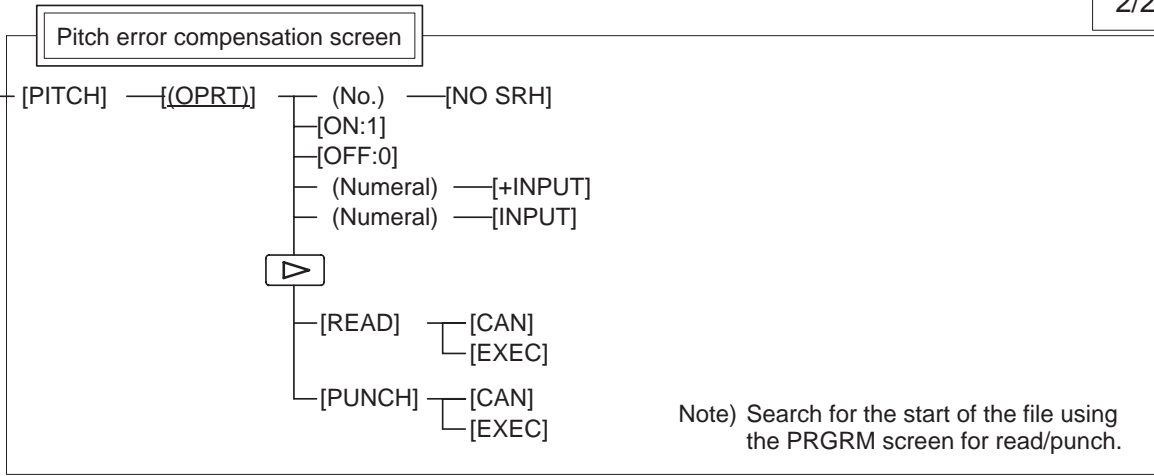 2/2
Pitch error compensation screen
[PITCH] [(OPRT)] (No.) [NO SRH]
[ON:1]
[OFF:0]
(Numeral) [+INPUT]
(Numeral) [INPUT]
[READ] [CAN]
[EXEC]
[PUNCH] [CAN]
[EXEC]
Note) Search for the start of the file using
the PRGRM screen for read/punch.